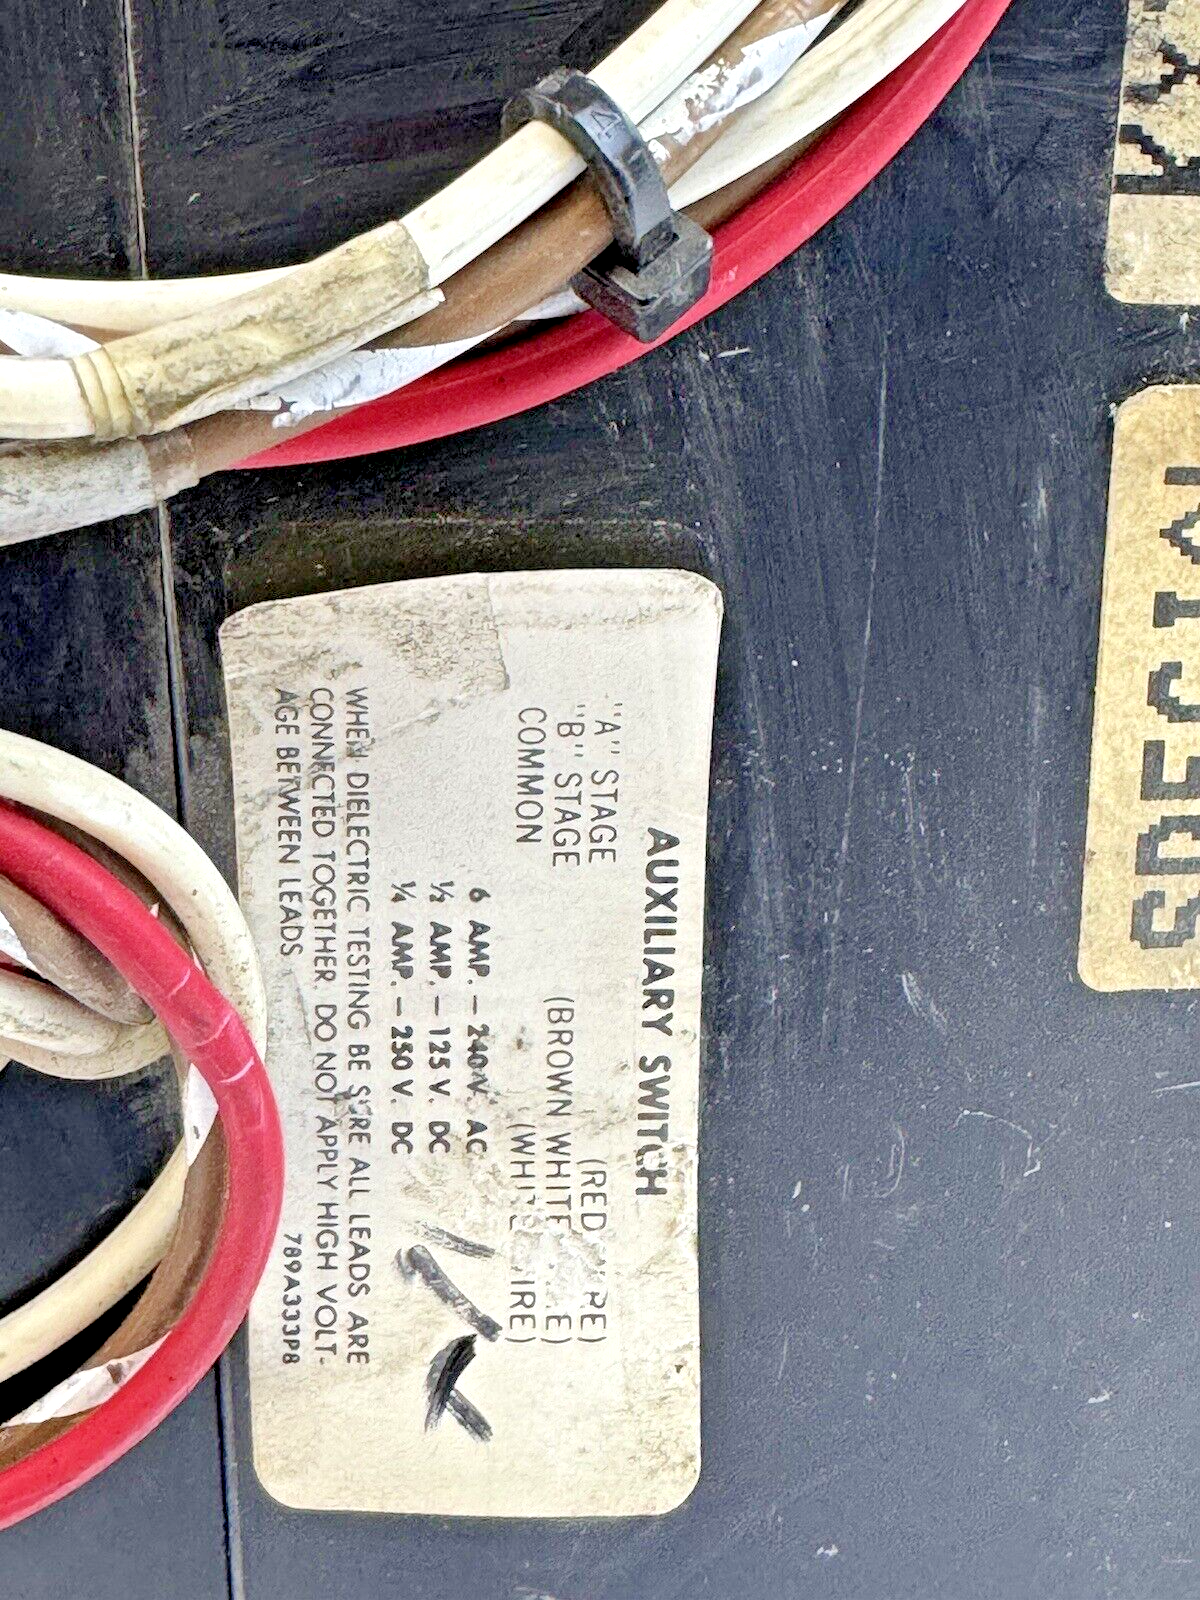 AUXILIARY SWITCH
"A" STAGE (RED WIRE)
"B" STAGE (BROWN WHITE WIRE)
COMMON (WHITE WIRE)
6 AMP. - 240 V. AC
½ AMP. - 125 V. DC
¼ AMP. - 250 V. DC
WHEN DIELECTRIC TESTING BE SURE ALL LEADS ARE
CONNECTED TOGETHER. DO NOT APPLY HIGH VOLT-
AGE BETWEEN LEADS
789A333P8
4